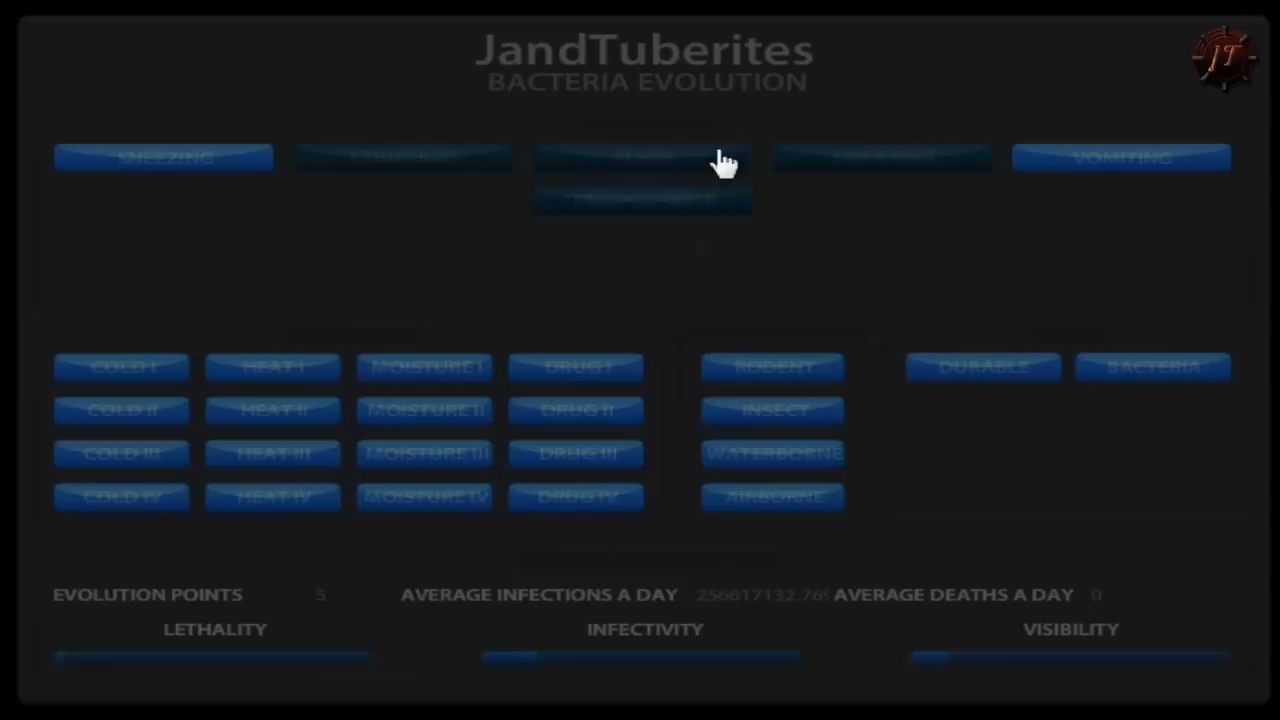 JandTuberites
BACTERIA EVOLUTION
JT
SNEEZING VOMITING
COLD I HEAT I MOISTURE I DRUG I RODENT DURABLE BACTERIA
COLD II HEAT II MOISTURE II DRUG II INSECT
COLD III HEAT III MOISTURE III DRUG III WATERBORNE
COLD IV HEAT IV MOISTURE IV DRUG IV AIRBORNE
EVOLUTION POINTS 5 AVERAGE INFECTIONS A DAY AVERAGE DEATHS A DAY 0
LETHALITY INFECTIVITY VISIBILITY